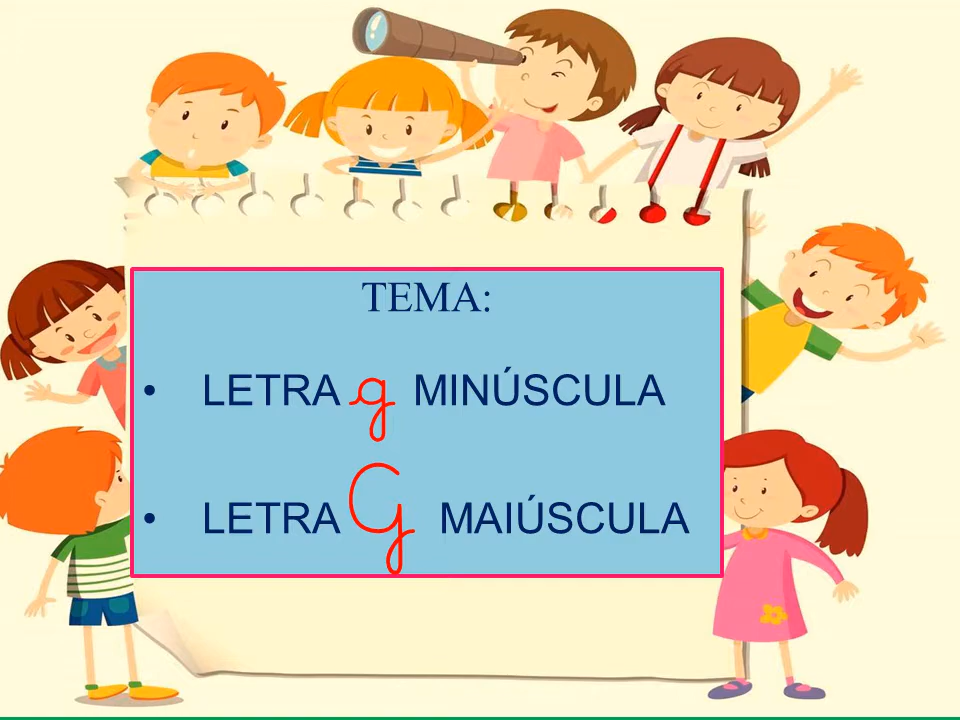 TEMA:
• LETRA g MINÚSCULA
• LETRA G MAIÚSCULA